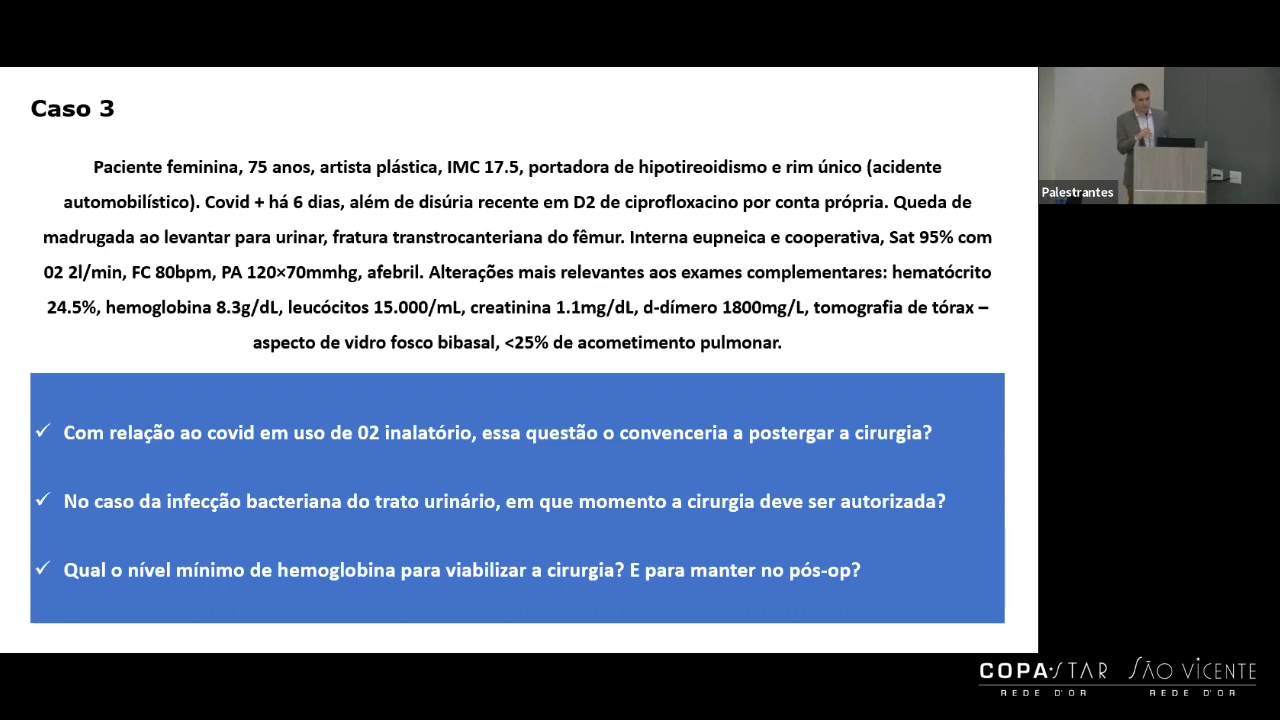 Caso 3
Paciente feminina, 75 anos, artista plástica, IMC 17.5, portadora de hipotireoidismo e rim único (acidente
automobilístico). Covid + há 6 dias, além de disúria recente em D2 de ciprofloxacino por conta própria. Queda de
madrugada ao levantar para urinar, fratura transtrocanteriana do fêmur. Interna eupneica e cooperativa, Sat 95% com
02 2l/min, FC 80bpm, PA 120×70mmhg, afebril. Alterações mais relevantes aos exames complementares: hematócrito
24.5%, hemoglobina 8.3g/dL, leucócitos 15.000/mL, creatinina 1.1mg/dL, d-dímero 1800mg/L, tomografia de tórax –
aspecto de vidro fosco bibasal, <25% de acometimento pulmonar.
✓ Com relação ao covid em uso de 02 inalatório, essa questão o convenceria a postergar a cirurgia?
✓ No caso da infecção bacteriana do trato urinário, em que momento a cirurgia deve ser autorizada?
✓ Qual o nível mínimo de hemoglobina para viabilizar a cirurgia? E para manter no pós-op?
Palestrantes
COPA STAR SÃO VICENTE
REDE D'OR REDE D'OR